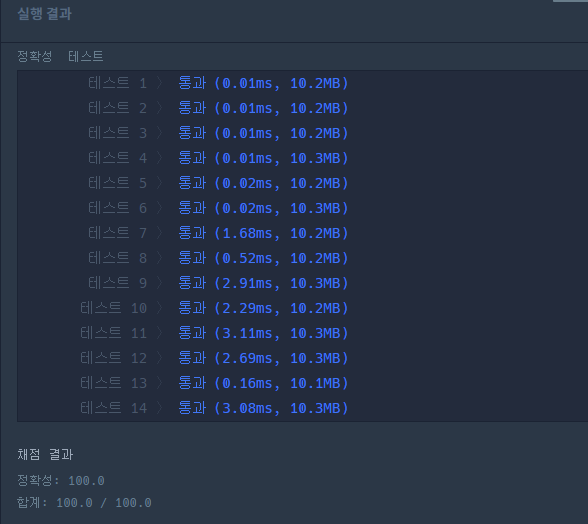 실행 결과
정확성 테스트
테스트 1 〉 통과 (0.01ms, 10.2MB)
테스트 2 〉 통과 (0.01ms, 10.2MB)
테스트 3 〉 통과 (0.01ms, 10.2MB)
테스트 4 〉 통과 (0.01ms, 10.3MB)
테스트 5 〉 통과 (0.02ms, 10.2MB)
테스트 6 〉 통과 (0.02ms, 10.3MB)
테스트 7 〉 통과 (1.68ms, 10.2MB)
테스트 8 〉 통과 (0.52ms, 10.2MB)
테스트 9 〉 통과 (2.91ms, 10.3MB)
테스트 10 〉 통과 (2.29ms, 10.2MB)
테스트 11 〉 통과 (3.11ms, 10.3MB)
테스트 12 〉 통과 (2.69ms, 10.3MB)
테스트 13 〉 통과 (0.16ms, 10.1MB)
테스트 14 〉 통과 (3.08ms, 10.3MB)
채점 결과
정확성: 100.0
합계: 100.0 / 100.0